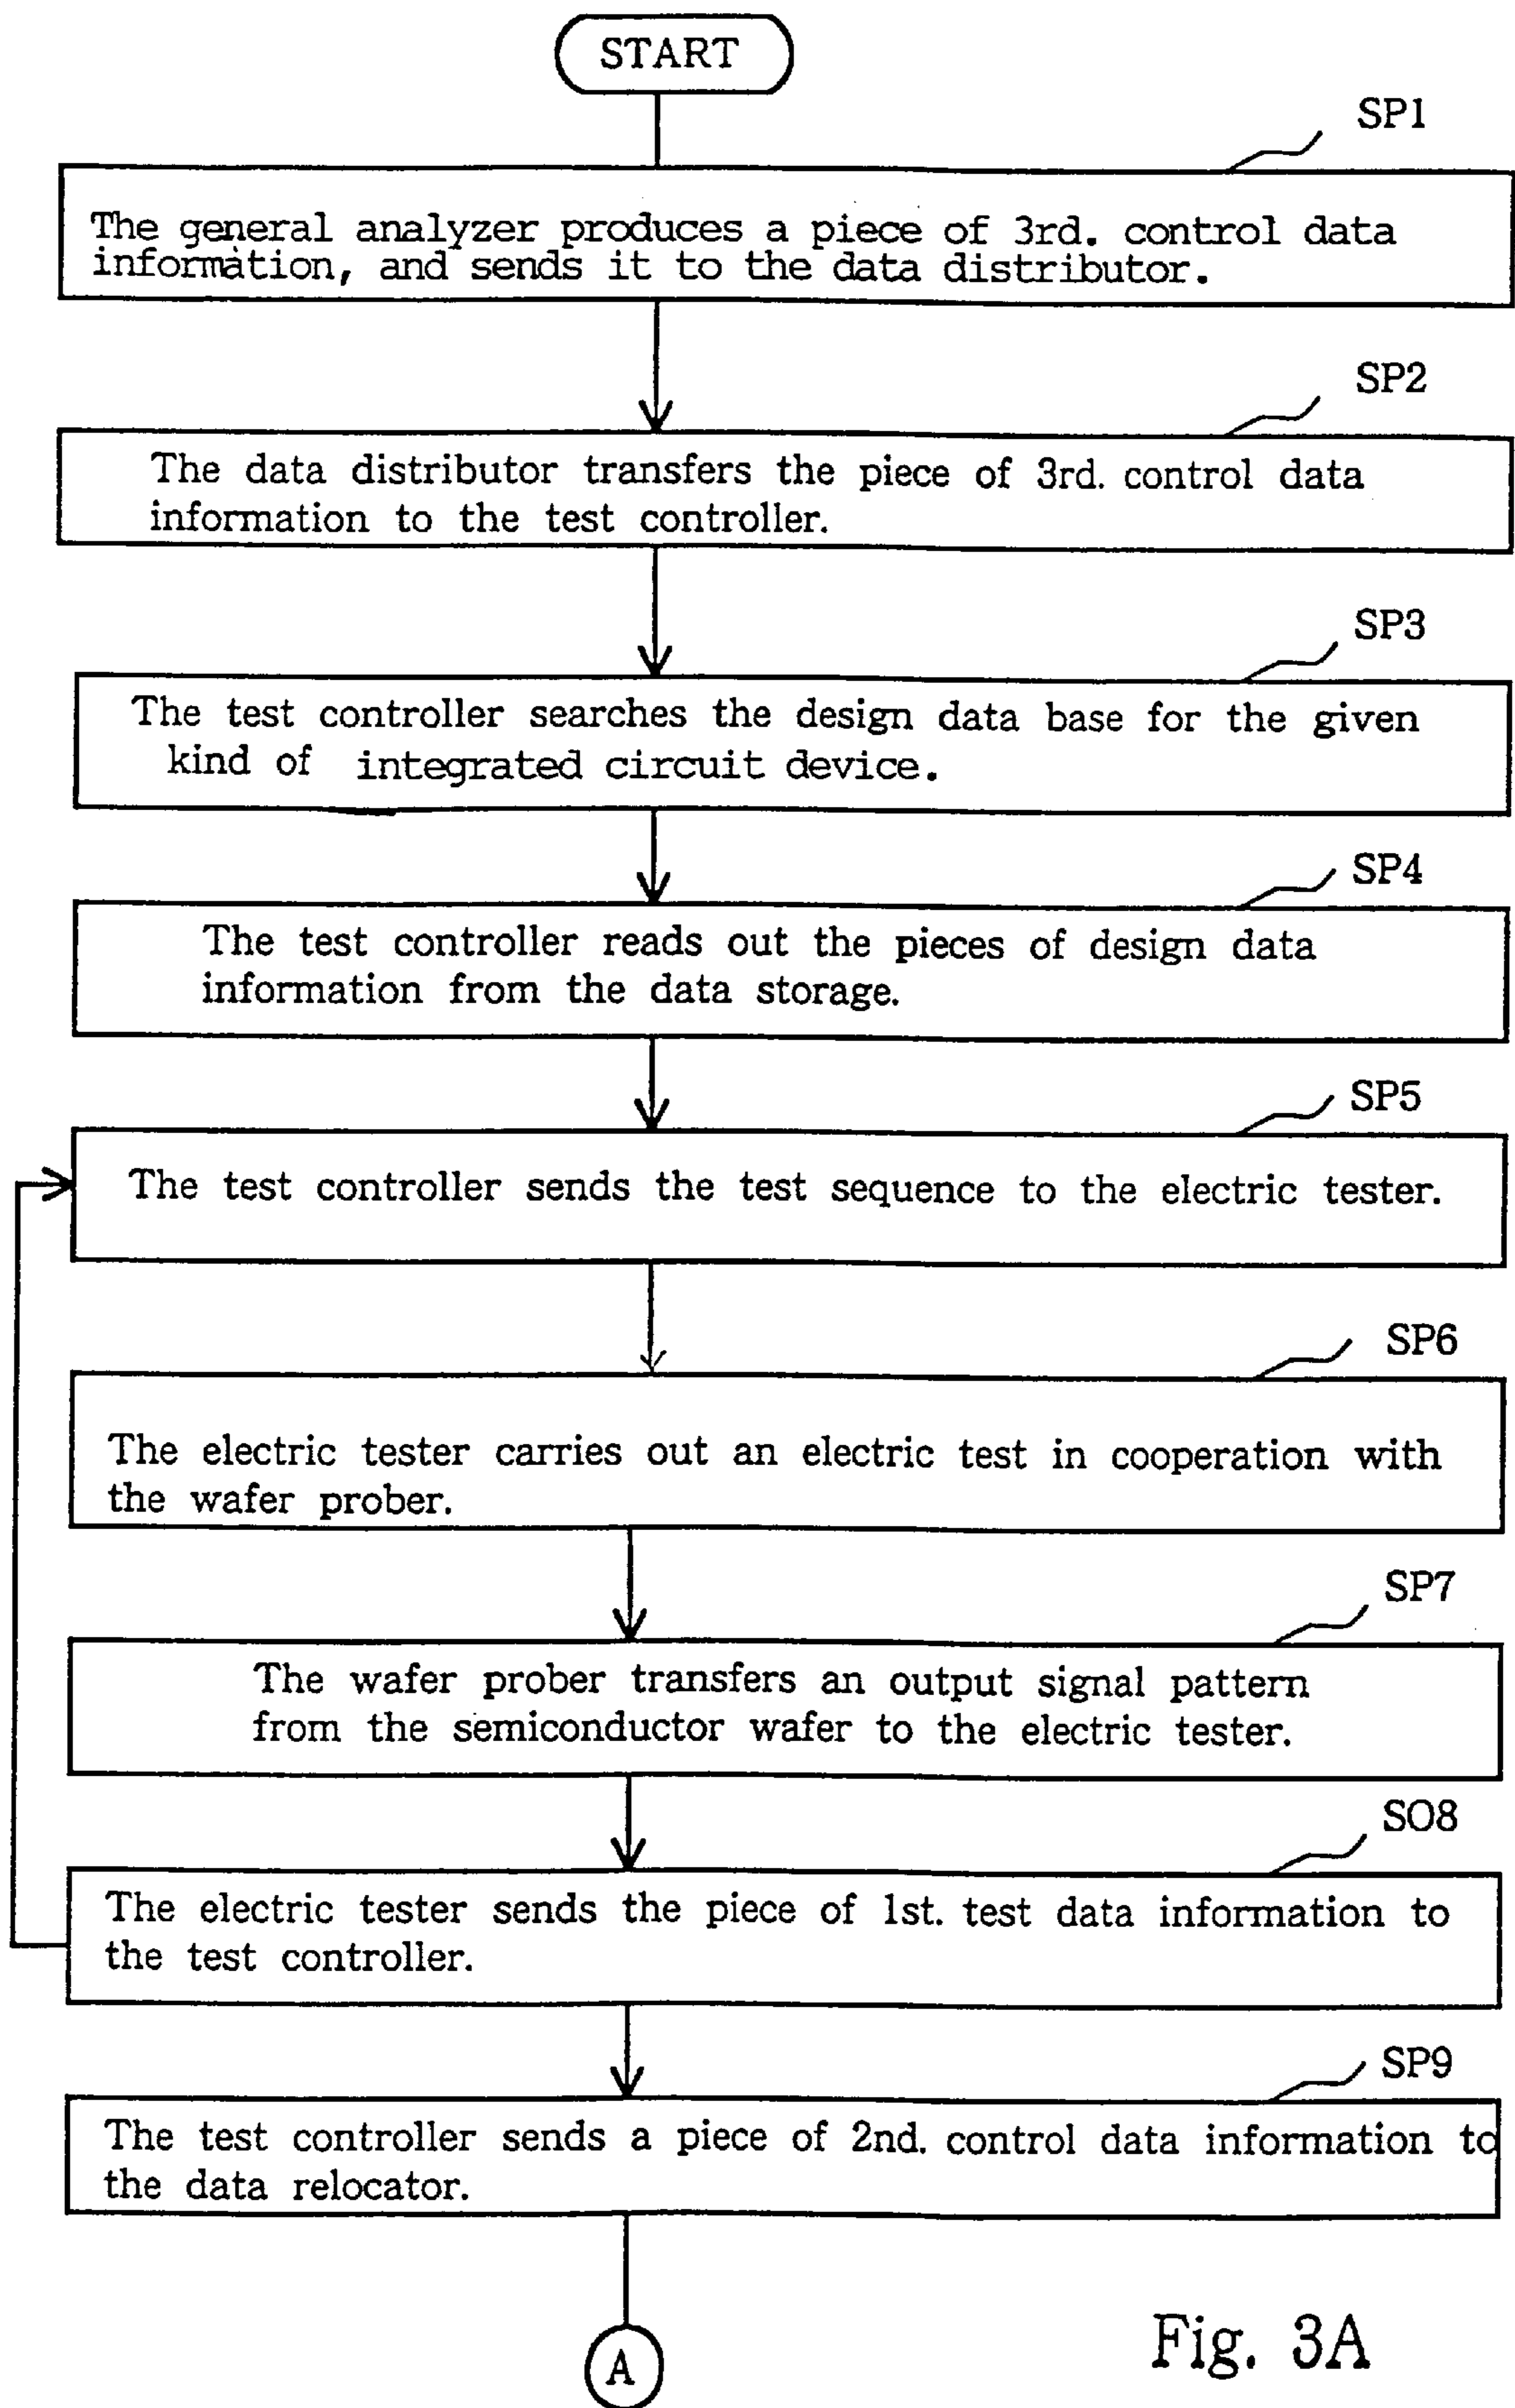 START
SP1
The general analyzer produces a piece of 3rd. control data
information, and sends it to the data distributor.
SP2
The data distributor transfers the piece of 3rd. control data
information to the test controller.
SP3
The test controller searches the design data base for the given
kind of integrated circuit device.
SP4
The test controller reads out the pieces of design data
information from the data storage.
SP5
The test controller sends the test sequence to the electric tester.
SP6
The electric tester carries out an electric test in cooperation with
the wafer prober.
SP7
The wafer prober transfers an output signal pattern
from the semiconductor wafer to the electric tester.
SO8
The electric tester sends the piece of 1st. test data information to
the test controller.
SP9
The test controller sends a piece of 2nd. control data information to
the data relocator.
A
Fig. 3A